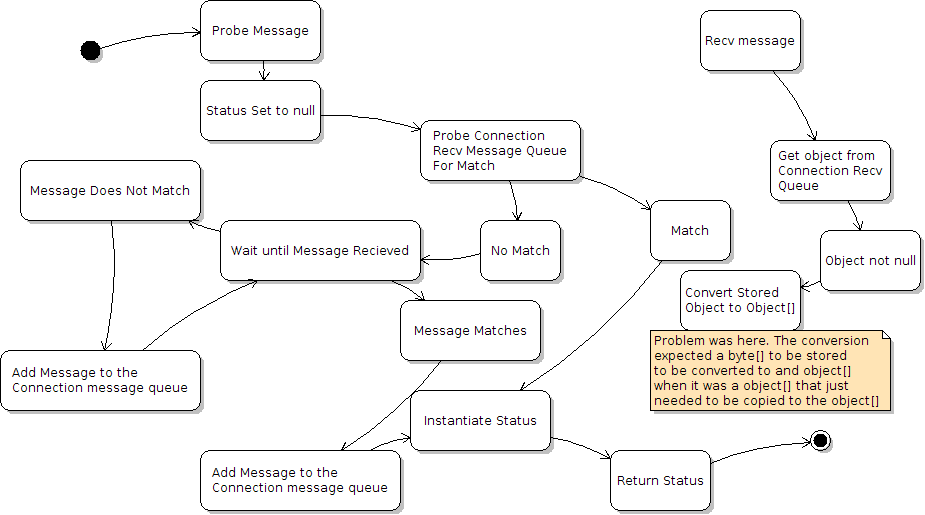 Probe Message
Recv message
Status Set to null
Probe Connection
Recv Message Queue
For Match
Get object from
Connection Recv
Queue
Message Does Not Match
Wait until Message Recieved
No Match
Match
Object not null
Convert Stored
Object to Object[]
Message Matches
Problem was here. The conversion
expected a byte[] to be stored
to be converted to and object[]
when it was a object[] that just
needed to be copied to the object[]
Add Message to the
Connection message queue
Instantiate Status
Add Message to the
Connection message queue
Return Status